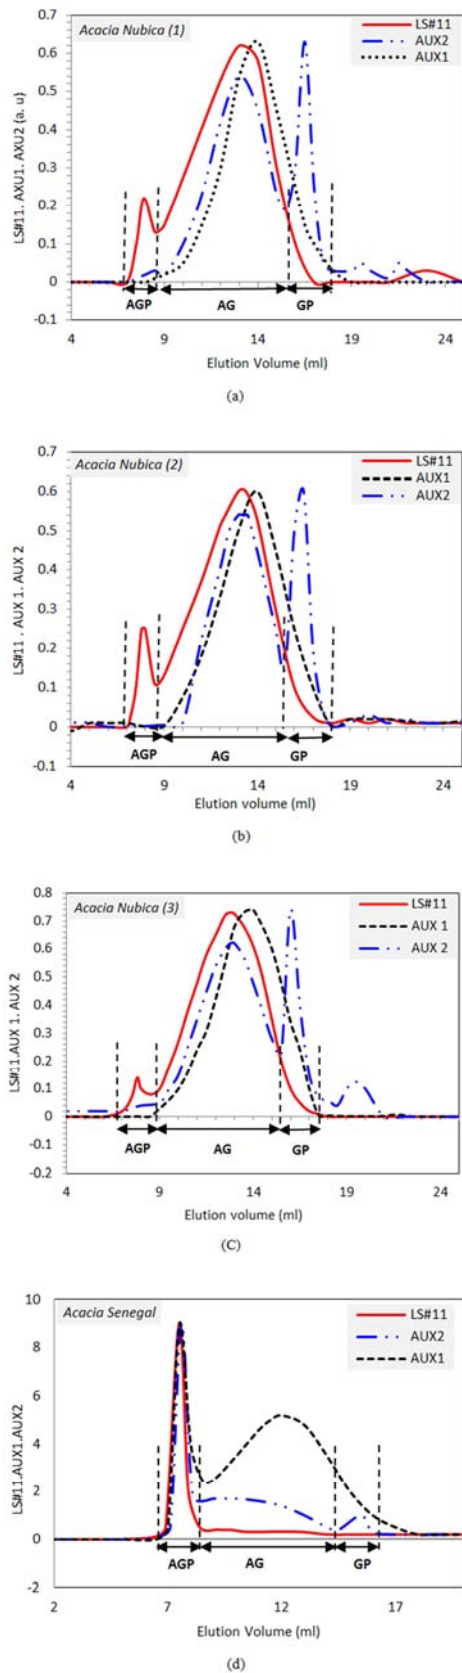 Acacia Nubica (1)
LS#11
AUX2
AUX1
LS#11. AXU1. AXU2 (a. u)
0.7
0.6
0.5
0.4
0.3
0.2
0.1
0
-0.1
AGP
AG
GP
4 9 14 19 24
Elution Volume (ml)
(a)
Acacia Nubica (2)
LS#11
AUX1
AUX2
LS#11 . AUX 1. AUX 2
0.7
0.6
0.5
0.4
0.3
0.2
0.1
0
-0.1
AGP
AG
GP
4 9 14 19 24
Elution volume (ml)
(b)
Acacia Nubica (3)
LS#11
AUX 1
AUX 2
LS#11.AUX 1. AUX 2
0.8
0.7
0.6
0.5
0.4
0.3
0.2
0.1
0
-0.1
-0.2
AGP
AG
GP
4 9 14 19 24
Elution volume (ml)
(C)
Acacia Senegal
LS#11
AUX2
AUX1
LS#11.AUX1.AUX2
10
8
6
4
2
0
-2
AGP
AG
GP
2 7 12 17
Elution Volume (ml)
(d)